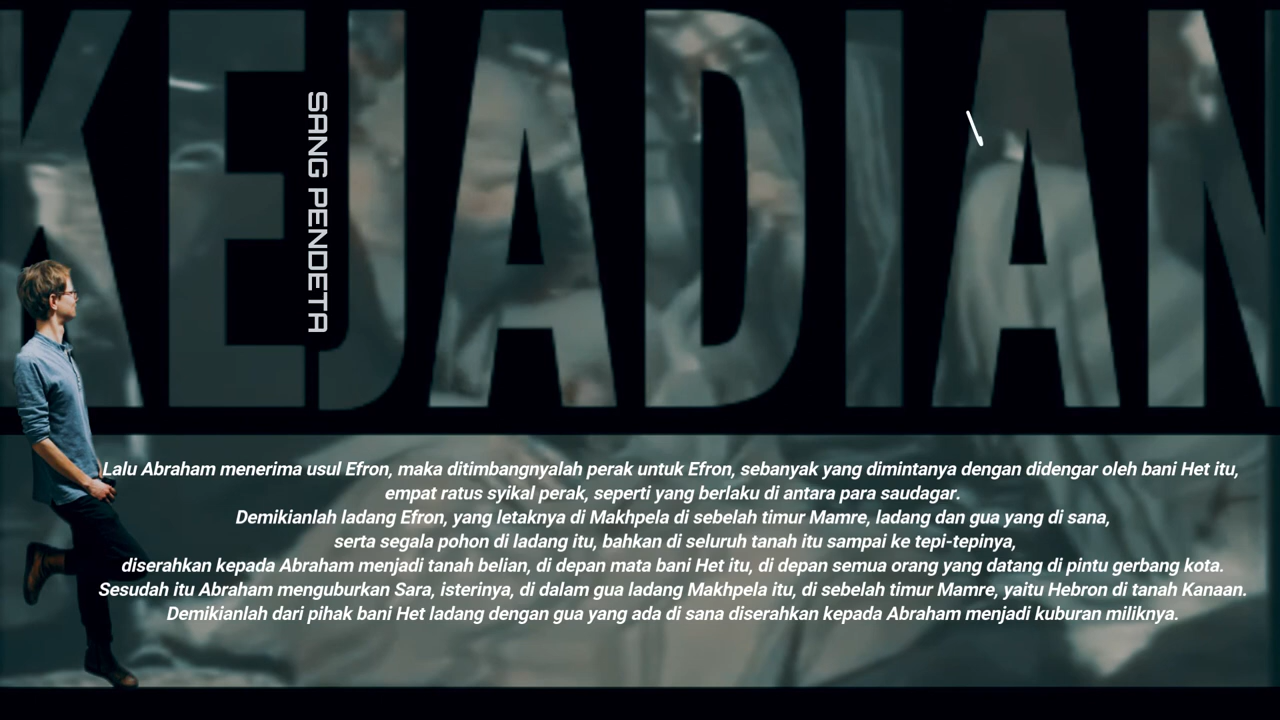 KEJADIAN
SANG PENDETA
Lalu Abraham menerima usul Efron, maka ditimbangnyalah perak untuk Efron, sebanyak yang dimintanya dengan didengar oleh bani Het itu,
empat ratus syikal perak, seperti yang berlaku di antara para saudagar.
Demikianlah ladang Efron, yang letaknya di Makhpela di sebelah timur Mamre, ladang dan gua yang di sana,
serta segala pohon di ladang itu, bahkan di seluruh tanah itu sampai ke tepi-tepinya,
diserahkan kepada Abraham menjadi tanah belian, di depan mata bani Het itu, di depan semua orang yang datang di pintu gerbang kota.
Sesudah itu Abraham menguburkan Sara, isterinya, di dalam gua ladang Makhpela itu, di sebelah timur Mamre, yaitu Hebron di tanah Kanaan.
Demikianlah dari pihak bani Het ladang dengan gua yang ada di sana diserahkan kepada Abraham menjadi kuburan miliknya.